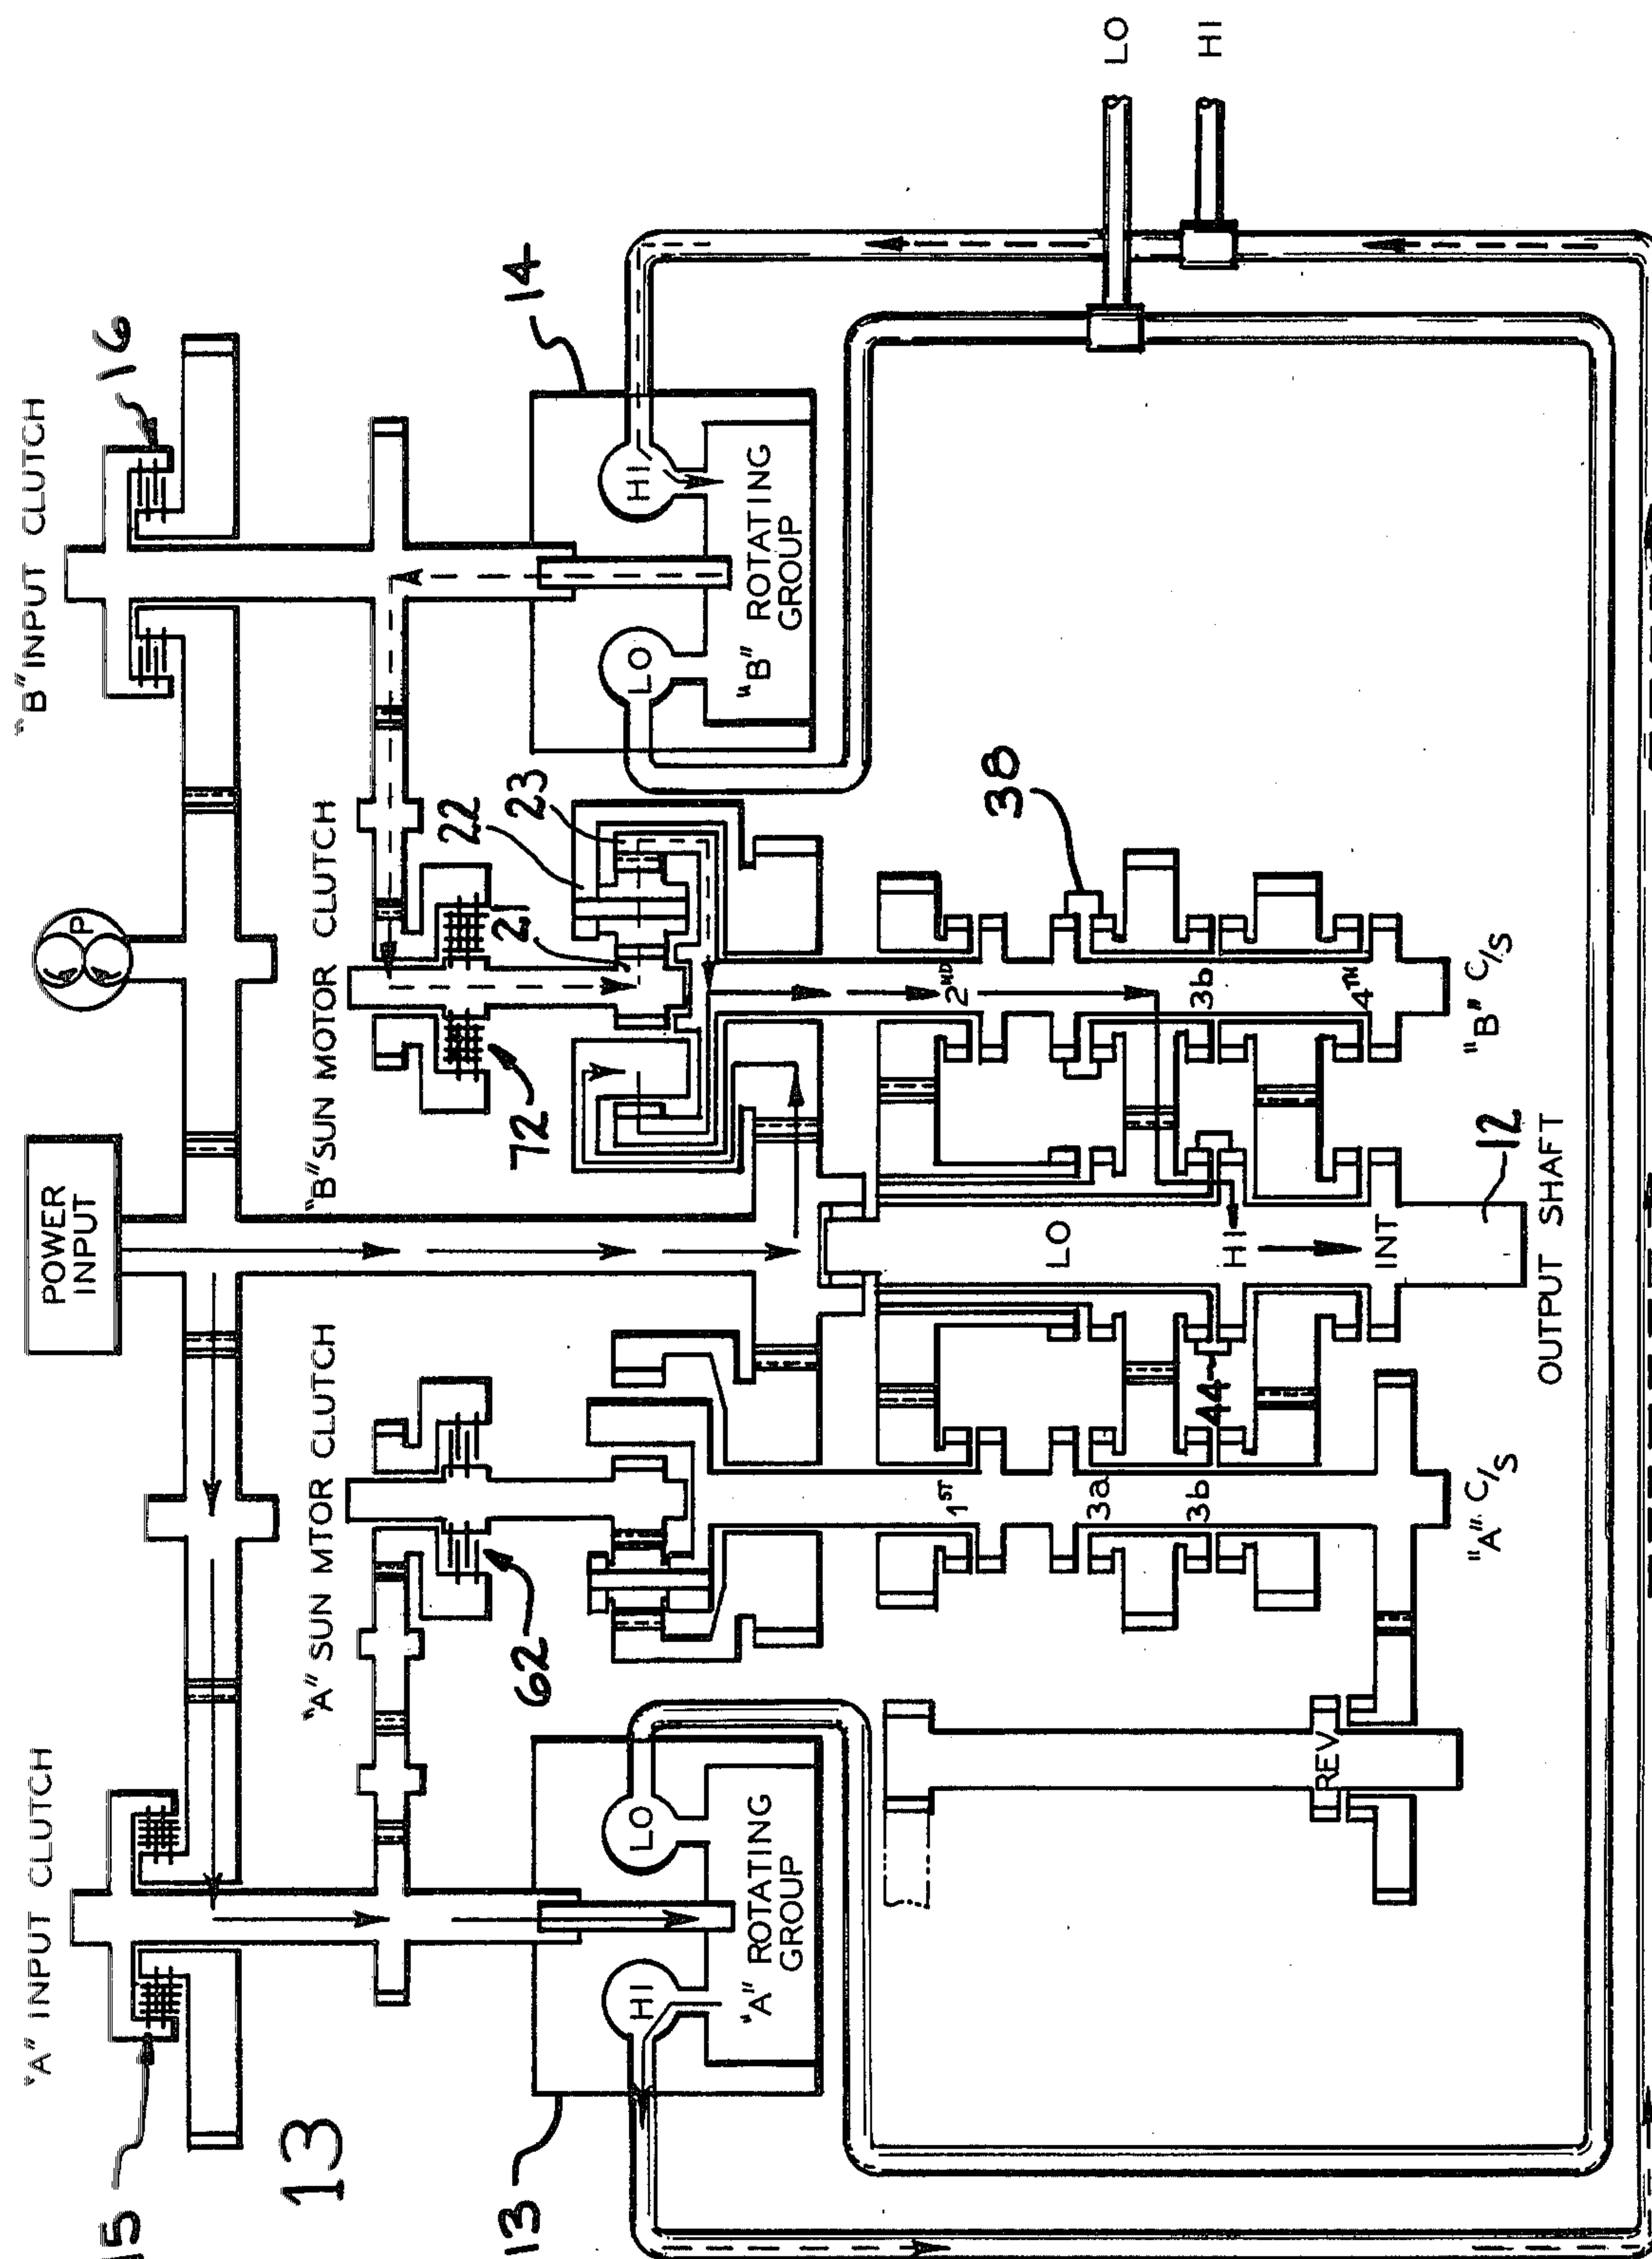 "A" INPUT CLUTCH
15
13
POWER
INPUT
P
"B" INPUT CLUTCH
16
"A" SUN MTOR CLUTCH
62
"B" SUN MOTOR CLUTCH
72
21
22
23
13
HI
LO
"A" ROTATING
GROUP
14
LO
HI
"B" ROTATING
GROUP
38
REV
1ST
3a
3b
"A" C/S
LO
HI
INT
44
12
OUTPUT SHAFT
2ND
3b
4TH
"B" C/S
LO
HI